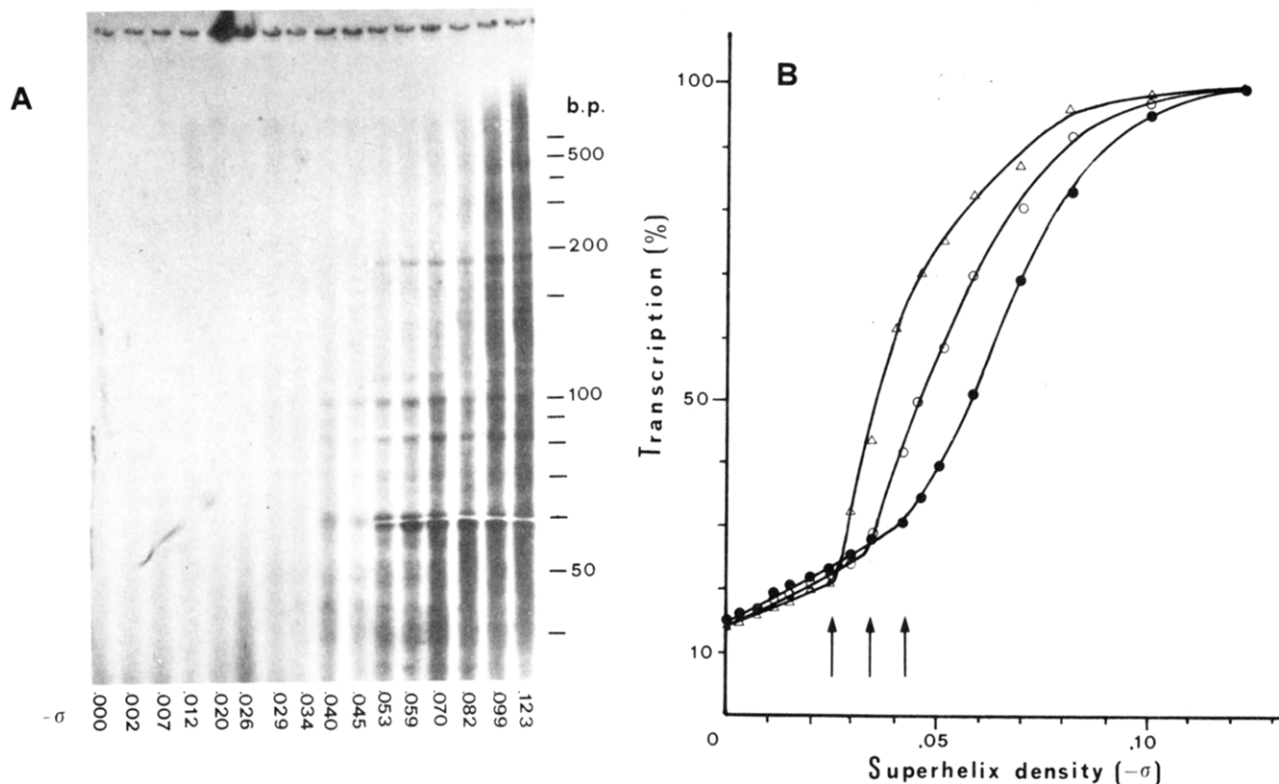 A
b.p.
500
200
100
50
-σ
.000 .002 .007 .012 .020 .026 .029 .034 .040 .045 .053 .059 .070 .082 .099 .123
B
Transcription (%)
100
50
10
0
.05
.10
Superhelix density (-σ)